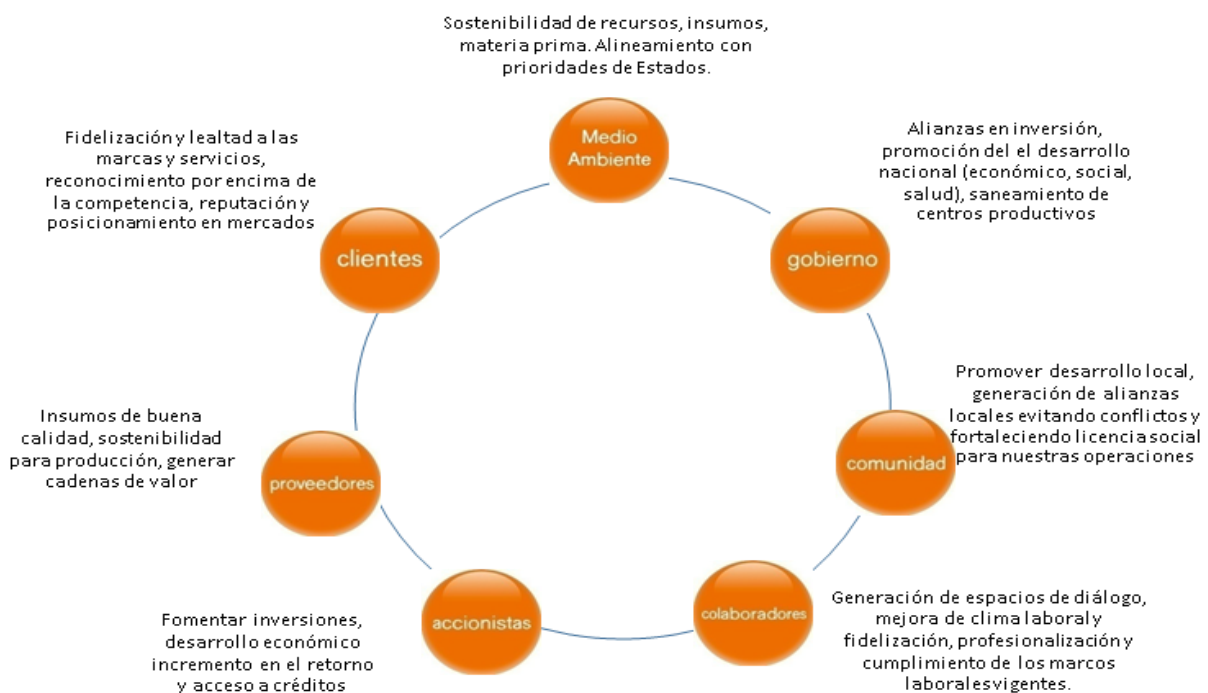 Sostenibilidad de recursos, insumos,
materia prima. Alineamiento con
prioridades de Estados.
Medio
Ambiente
Alianzas en inversión,
promoción del el desarrollo
nacional (económico, social,
salud), saneamiento de
centros productivos
gobierno
Promover desarrollo local,
generación de alianzas
locales evitando conflictos y
fortaleciendo licencia social
para nuestras operaciones
comunidad
Generación de espacios de diálogo,
mejora de clima laboral y
fidelización, profesionalización y
cumplimiento de los marcos
laborales vigentes.
colaboradores
Fomentar inversiones,
desarrollo económico
incremento en el retorno
y acceso a créditos
accionistas
Insumos de buena
calidad, sostenibilidad
para producción, generar
cadenas de valor
proveedores
Fidelización y lealtad a las
marcas y servicios,
reconocimiento por encima de
la competencia, reputación y
posicionamiento en mercados
clientes